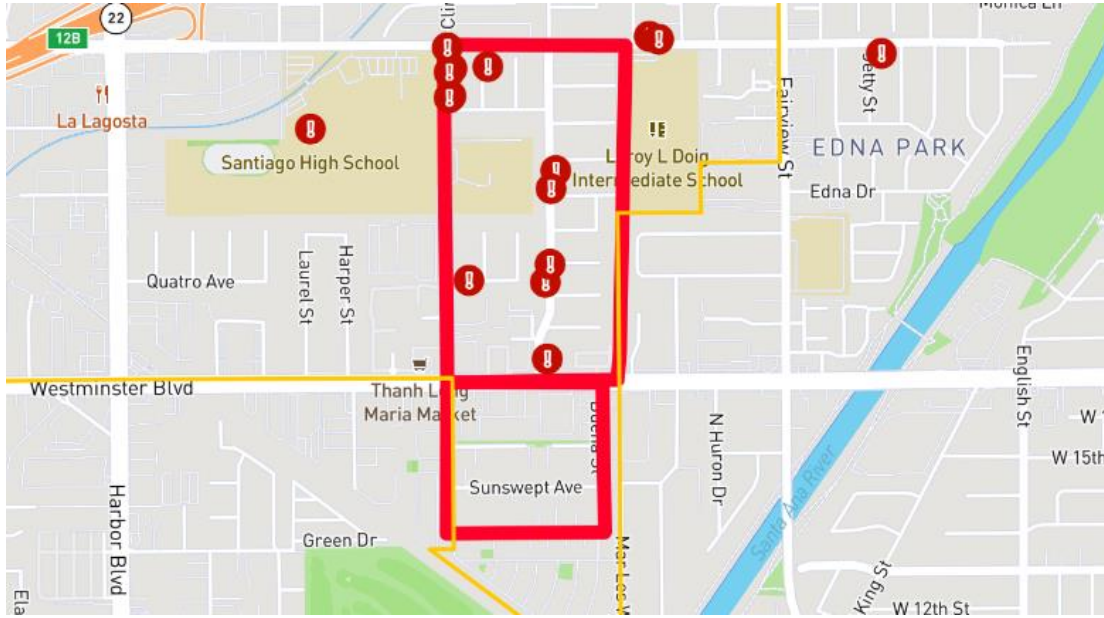 22
12B
La Lagosta
Santiago High School
Leroy L Doig
Intermediate School
Fairview St
EDNA PARK
Edna Dr
Quatro Ave
Laurel St
Harper St
Westminster Blvd
Thanh Long
Maria Market
Harbor Blvd
Sunswept Ave
Green Dr
N Huron Dr
Santa Ana River
English St
W 15th
King St
W 12th St